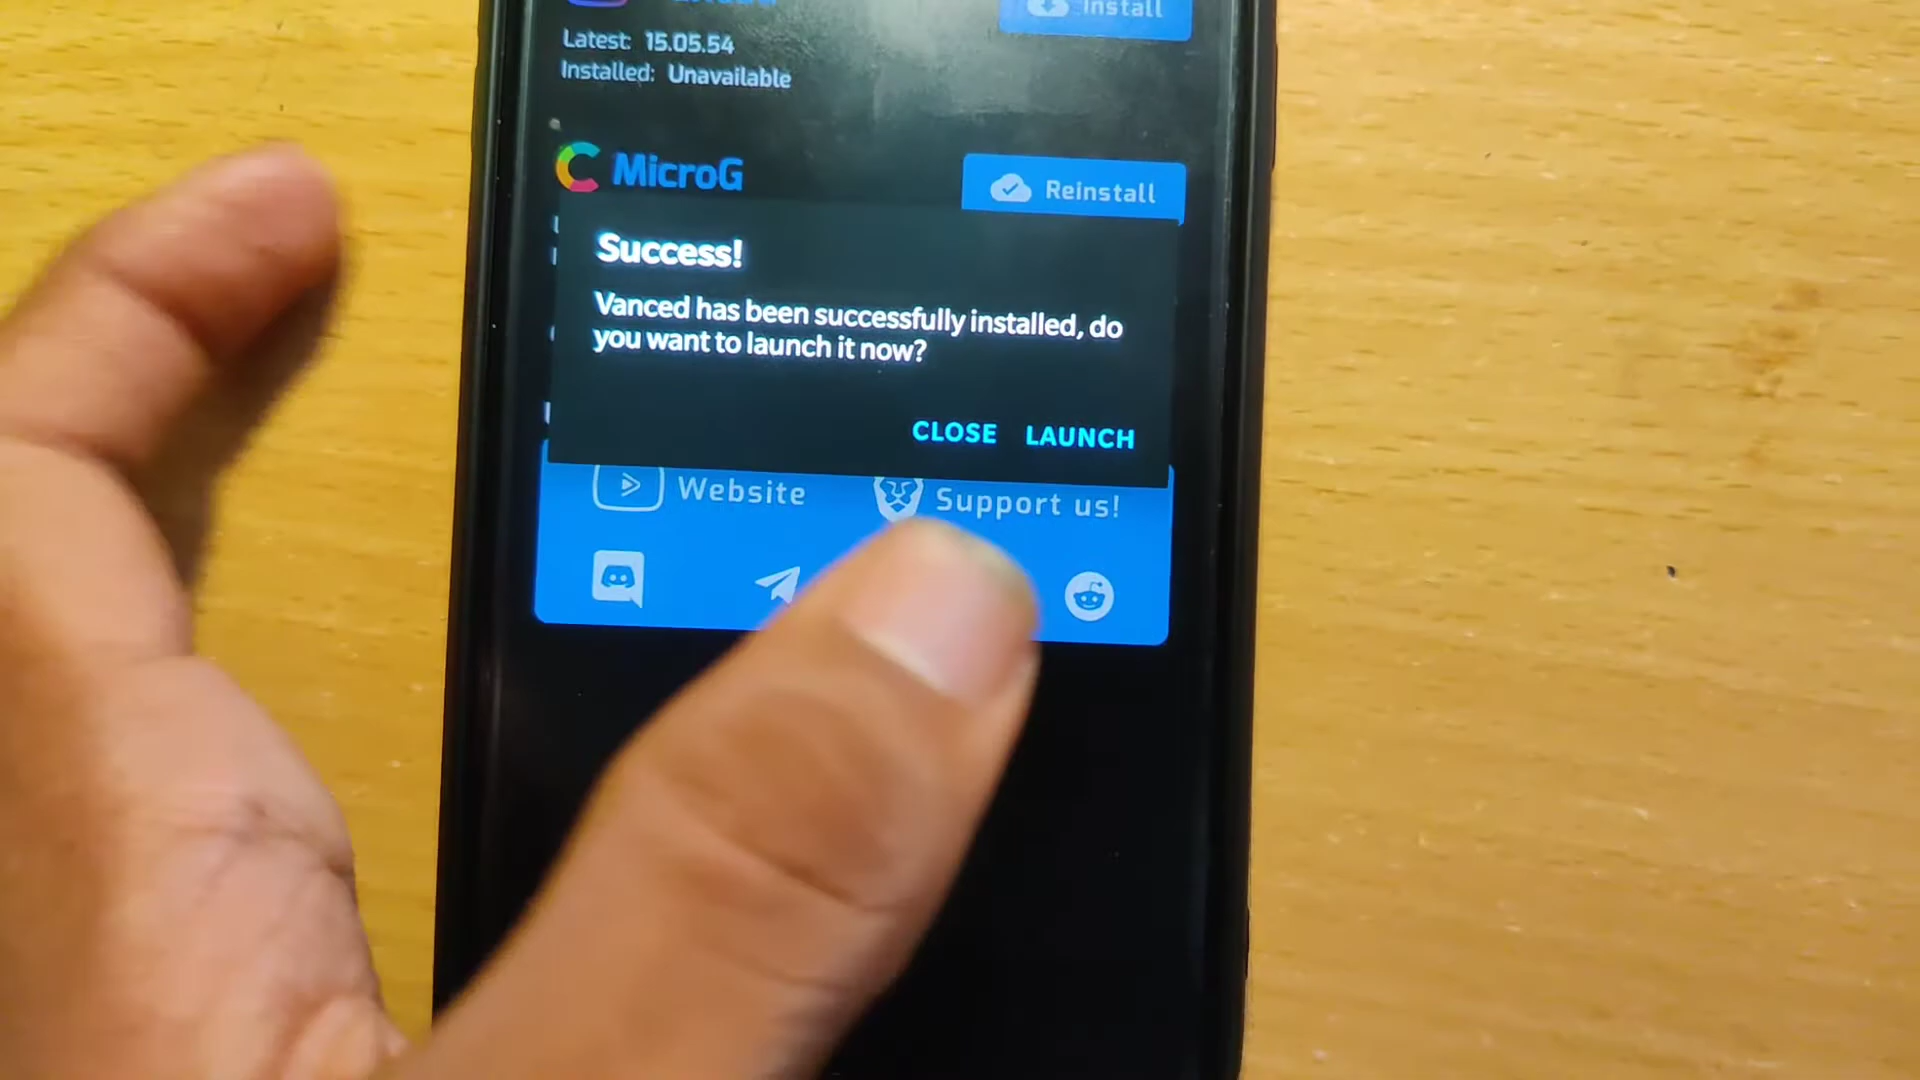 Install
Latest: 15.05.54
Installed: Unavailable
MicroG
Reinstall
Success!
Vanced has been successfully installed, do
you want to launch it now?
CLOSE LAUNCH
Website
Support us!